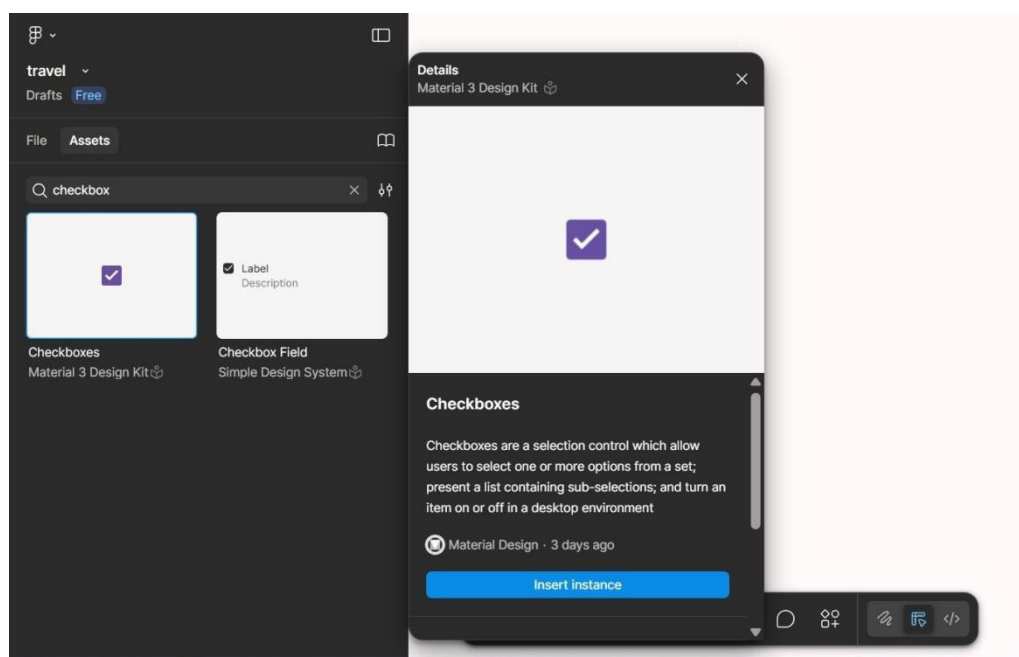 travel
Drafts Free
File Assets
checkbox
Label
Description
Checkboxes
Material 3 Design Kit
Checkbox Field
Simple Design System
Details
Material 3 Design Kit
Checkboxes
Checkboxes are a selection control which allow
users to select one or more options from a set;
present a list containing sub-selections; and turn an
item on or off in a desktop environment
Material Design · 3 days ago
Insert instance